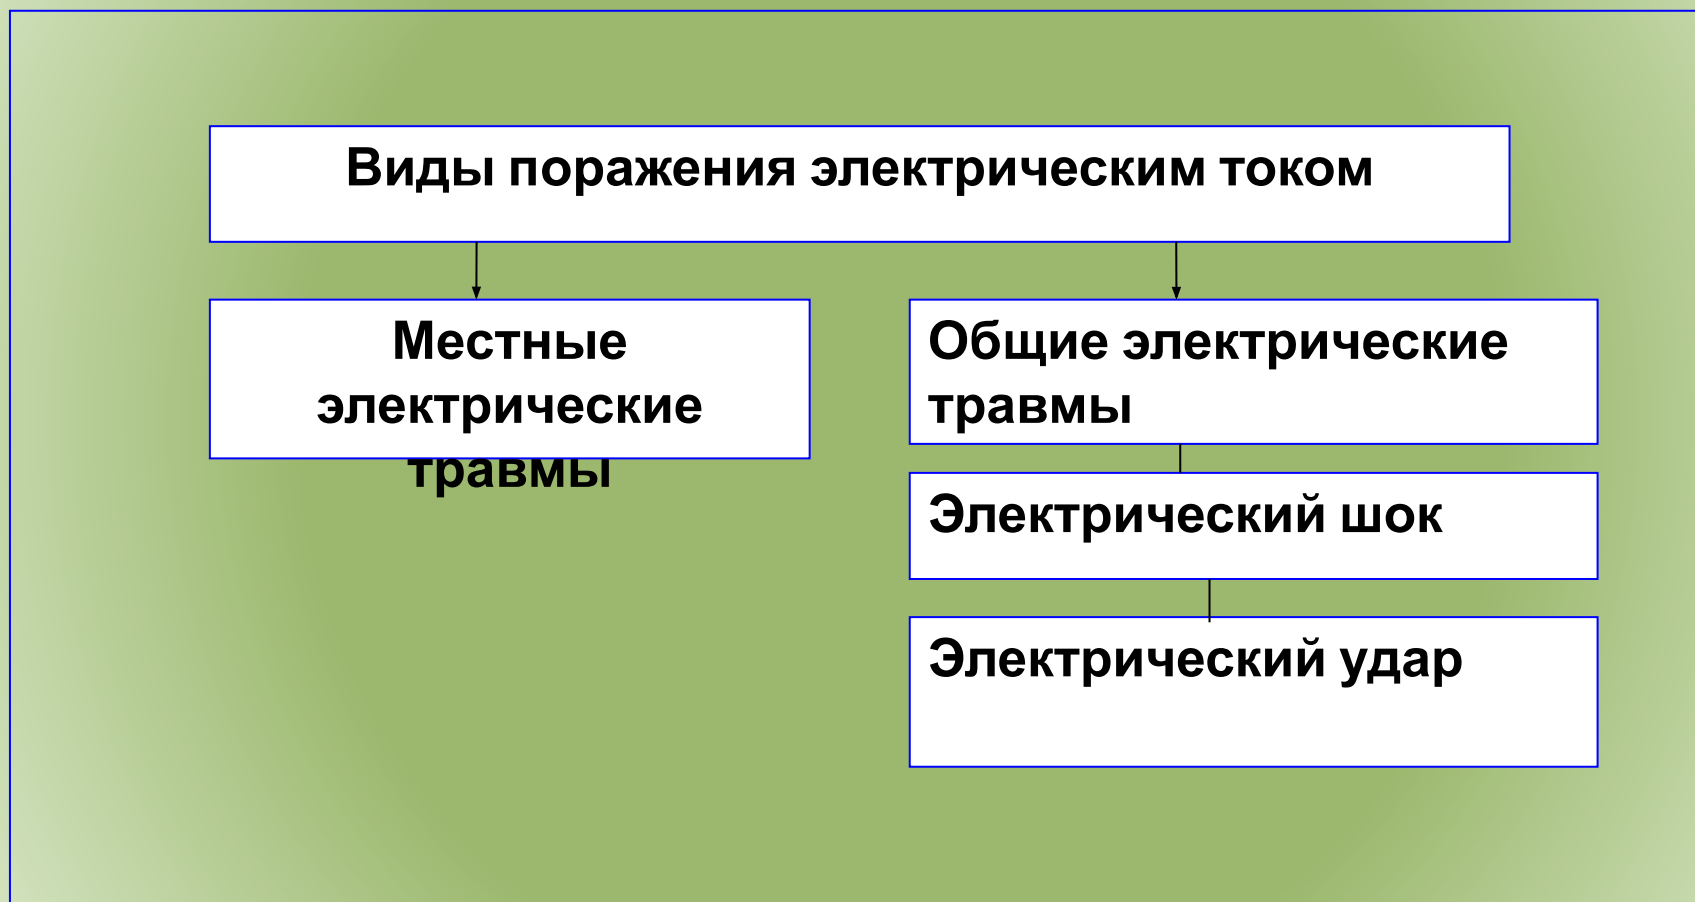 Виды поражения электрическим током
Местные
электрические
травмы
Общие электрические
травмы
Электрический шок
Электрический удар